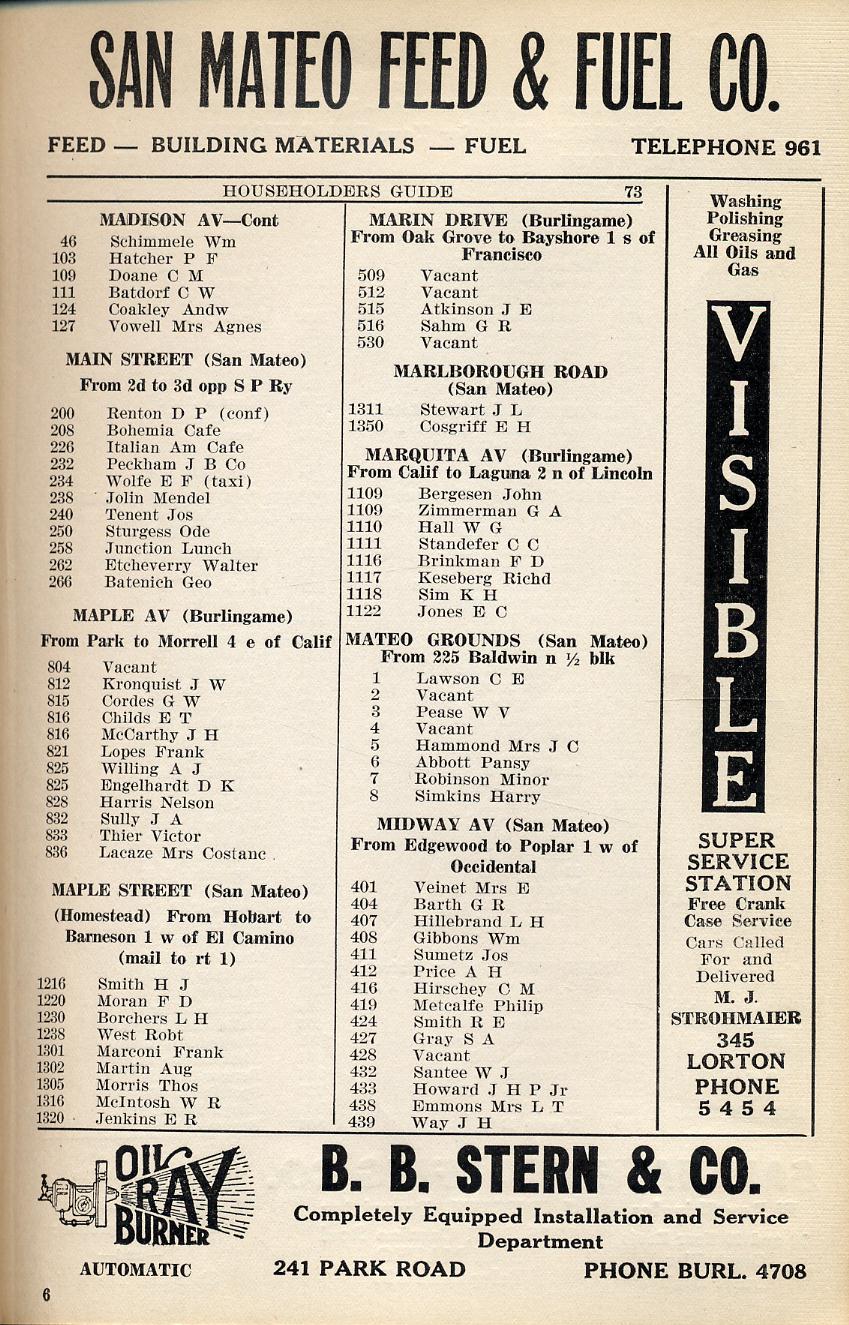 SAN MATEO FEED & FUEL CO.
FEED — BUILDING MATERIALS — FUEL TELEPHONE 961
HOUSEHOLDERS GUIDE 73
MADISON AV—Cont
46 Schimmele Wm
103 Hatcher P F
109 Doane C M
111 Batdorf C W
124 Coakley Andw
127 Vowell Mrs Agnes
MAIN STREET (San Mateo)
From 2d to 3d opp S P Ry
200 Renton D P (conf)
208 Bohemia Cafe
226 Italian Am Cafe
232 Peckham J B Co
234 Wolfe E F (taxi)
238 Jolin Mendel
240 Tenent Jos
250 Sturgess Ode
258 Junction Lunch
262 Etcheverry Walter
266 Batenich Geo
MAPLE AV (Burlingame)
From Park to Morrell 4 e of Calif
804 Vacant
812 Kronquist J W
815 Cordes G W
816 Childs E T
816 McCarthy J H
821 Lopes Frank
825 Willing A J
825 Engelhardt D K
828 Harris Nelson
832 Sully J A
833 Thier Victor
836 Lacaze Mrs Costanc
MAPLE STREET (San Mateo)
(Homestead) From Hobart to
Barneson 1 w of El Camino
(mail to rt 1)
1216 Smith H J
1220 Moran F D
1230 Borchers L H
1238 West Robt
1301 Marconi Frank
1302 Martin Aug
1305 Morris Thos
1316 McIntosh W R
1320 Jenkins E R
MARIN DRIVE (Burlingame)
From Oak Grove to Bayshore 1 s of
Francisco
509 Vacant
512 Vacant
515 Atkinson J E
516 Sahm G R
530 Vacant
MARLBOROUGH ROAD
(San Mateo)
1311 Stewart J L
1350 Cosgriff E H
MARQUITA AV (Burlingame)
From Calif to Laguna 2 n of Lincoln
1109 Bergesen John
1109 Zimmerman G A
1110 Hall W G
1111 Standefer C C
1116 Brinkman F D
1117 Keseberg Richd
1118 Sim K H
1122 Jones E C
MATEO GROUNDS (San Mateo)
From 225 Baldwin n ½ blk
1 Lawson C E
2 Vacant
3 Pease W V
4 Vacant
5 Hammond Mrs J C
6 Abbott Pansy
7 Robinson Minor
8 Simkins Harry
MIDWAY AV (San Mateo)
From Edgewood to Poplar 1 w of
Occidental
401 Veinet Mrs E
404 Barth G R
407 Hillebrand L H
408 Gibbons Wm
411 Sumetz Jos
412 Price A H
416 Hirschey C M
419 Metcalfe Philip
424 Smith R E
427 Gray S A
428 Vacant
432 Santee W J
433 Howard J H P Jr
438 Emmons Mrs L T
439 Way J H
Washing
Polishing
Greasing
All Oils and
Gas
VISIBLE
SUPER
SERVICE
STATION
Free Crank
Case Service
Cars Called
For and
Delivered
M. J.
STROHMAIER
345
LORTON
PHONE
5 4 5 4
OIL
RAY
BURNER
AUTOMATIC
B. B. STERN & CO.
Completely Equipped Installation and Service
Department
241 PARK ROAD PHONE BURL. 4708
6